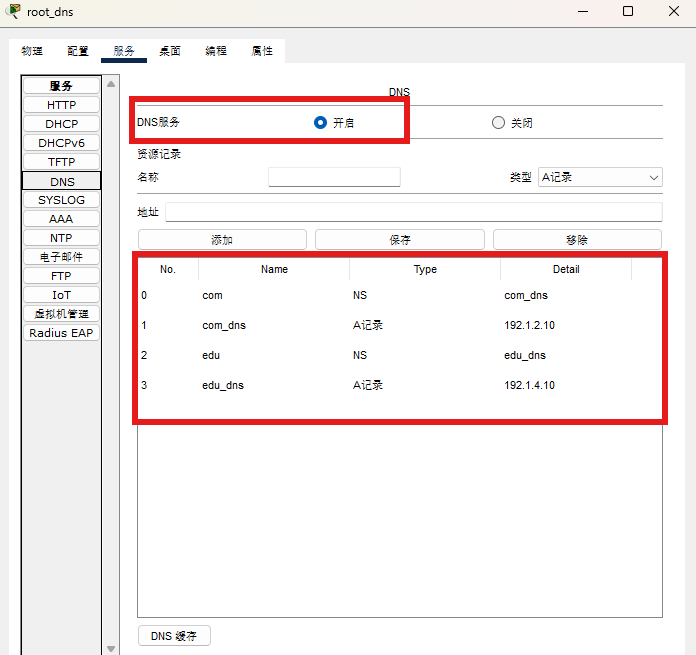 root_dns
物理 配置 服务 桌面 编程 属性
服务
HTTP
DHCP
DHCPv6
TFTP
DNS
SYSLOG
AAA
NTP
电子邮件
FTP
IoT
虚拟机管理
Radius EAP
DNS
DNS服务 开启 关闭
资源记录
名称 类型 A记录
地址
添加 保存 移除
No. Name Type Detail
0 com NS com_dns
1 com_dns A记录 192.1.2.10
2 edu NS edu_dns
3 edu_dns A记录 192.1.4.10
DNS 缓存